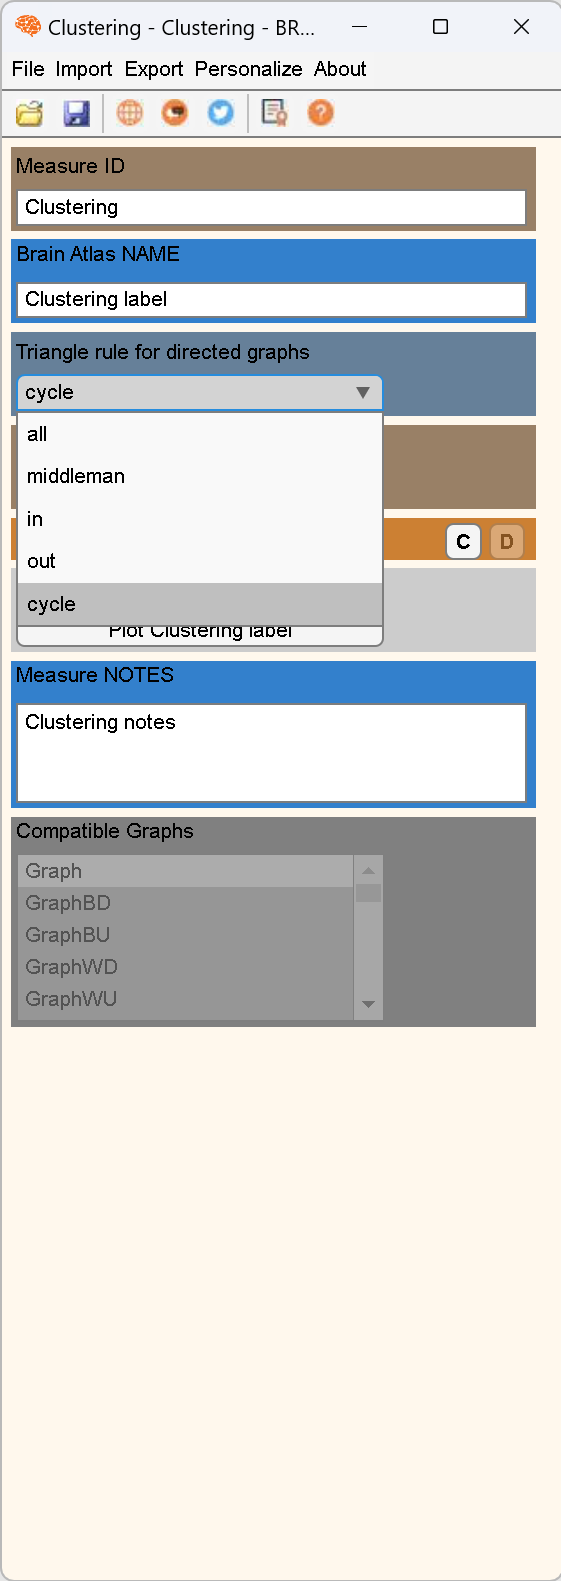 Clustering - Clustering - BR...
File Import Export Personalize About
Measure ID
Clustering
Brain Atlas NAME
Clustering label
Triangle rule for directed graphs
cycle
all
middleman
in
out
C D
cycle
Plot Clustering label
Measure NOTES
Clustering notes
Compatible Graphs
Graph
GraphBD
GraphBU
GraphWD
GraphWU